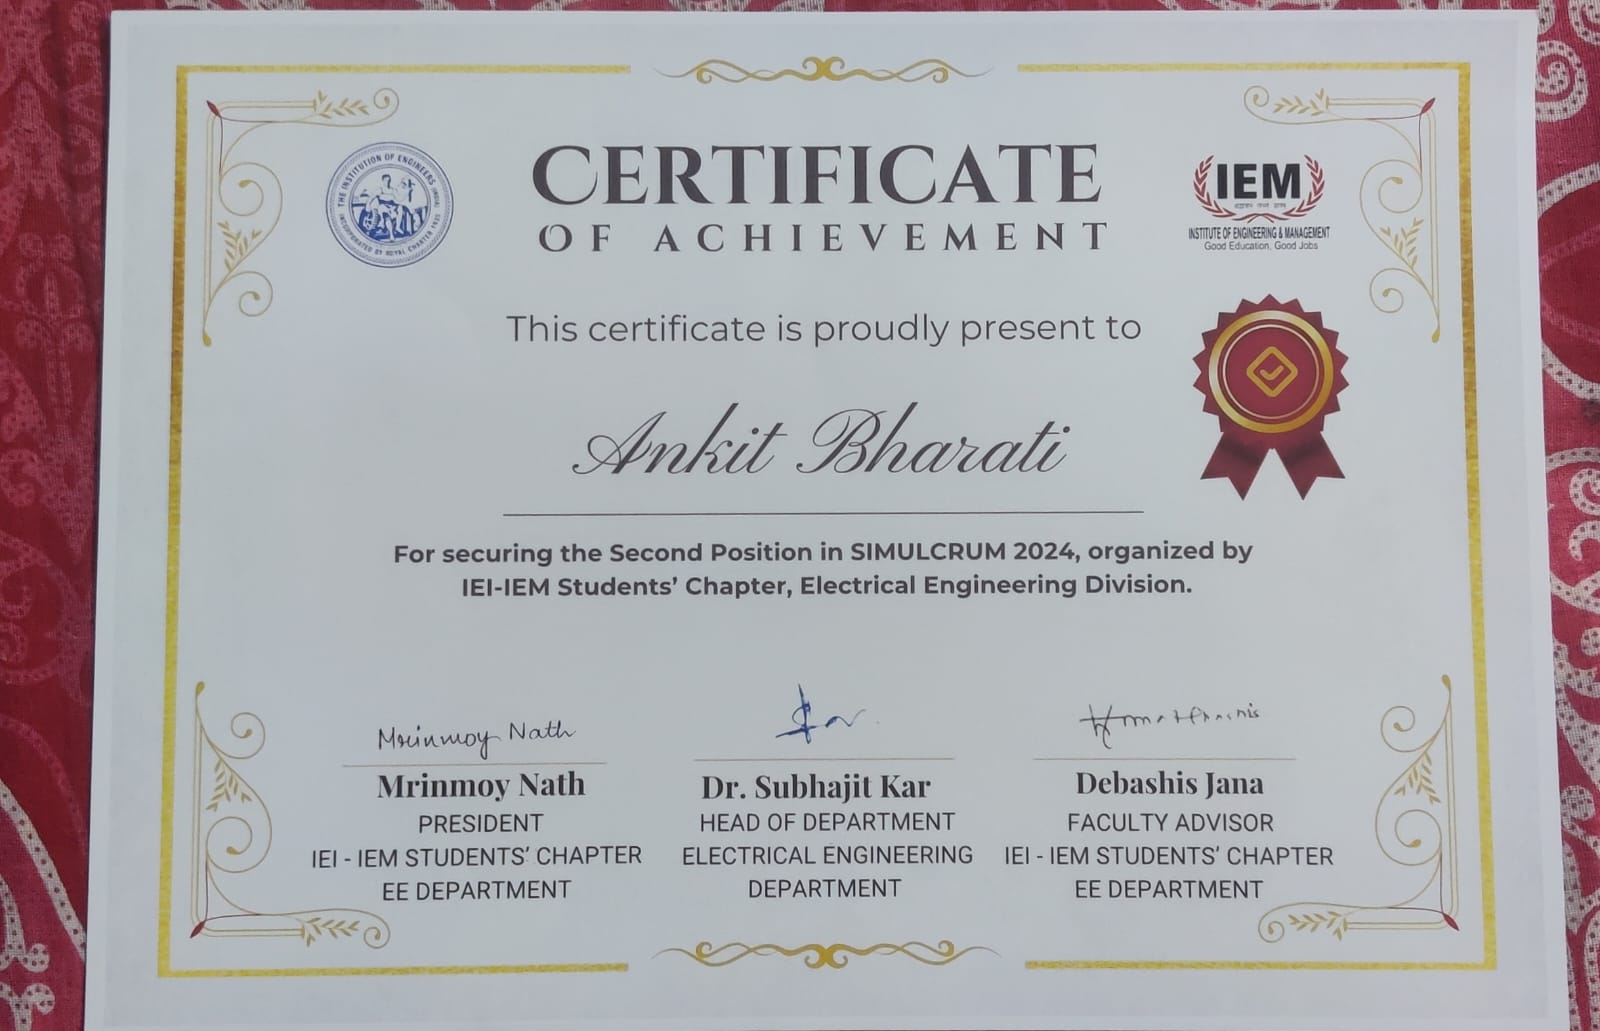 THE INSTITUTION OF ENGINEERS (INDIA)
INCORPORATED BY ROYAL CHARTER 1935
CERTIFICATE
OF ACHIEVEMENT
IEM
INSTITUTE OF ENGINEERING & MANAGEMENT
Good Education, Good Jobs
This certificate is proudly present to
Ankit Bharati
For securing the Second Position in SIMULCRUM 2024, organized by
IEI-IEM Students’ Chapter, Electrical Engineering Division.
Mrinmoy Nath
Mrinmoy Nath
PRESIDENT
IEI - IEM STUDENTS’ CHAPTER
EE DEPARTMENT
Dr. Subhajit Kar
HEAD OF DEPARTMENT
ELECTRICAL ENGINEERING
DEPARTMENT
Debashis Jana
FACULTY ADVISOR
IEI - IEM STUDENTS’ CHAPTER
EE DEPARTMENT